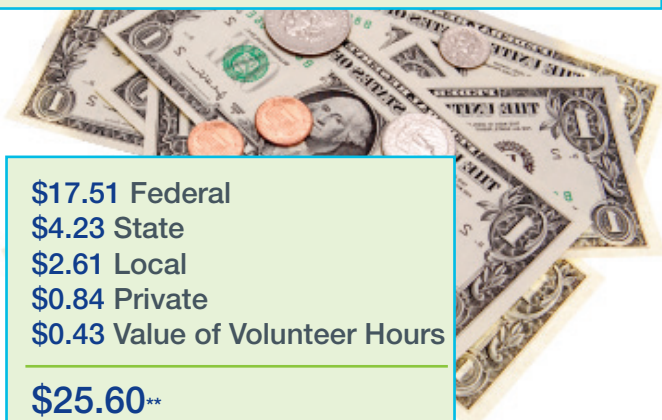 $17.51 Federal
$4.23 State
$2.61 Local
$0.84 Private
$0.43 Value of Volunteer Hours
$25.60**